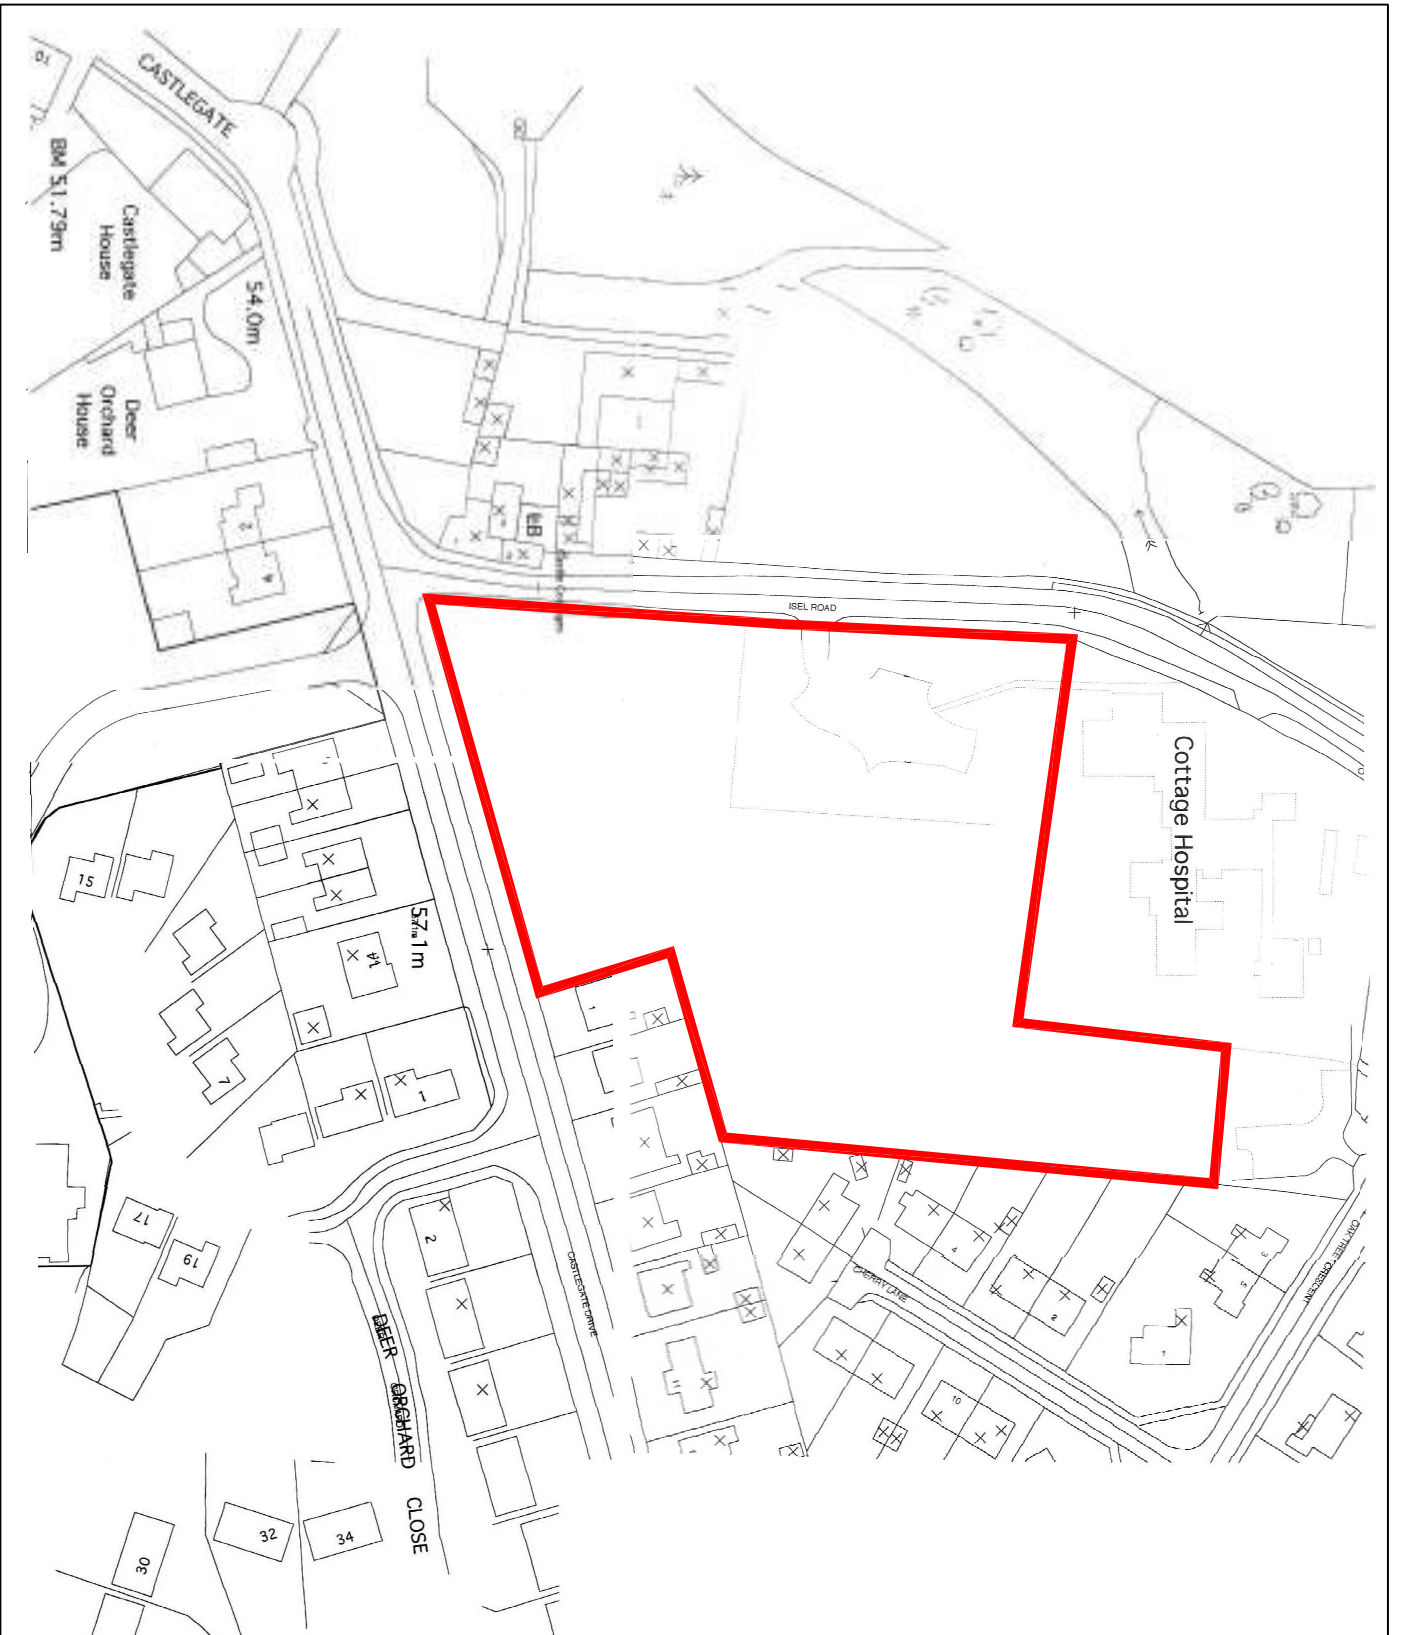 CASTLEGATE
BM 51.79m
Castlegate
House
54.0m
Deer
Orchard
House
2
EB
ISEL ROAD
Cottage Hospital
15
57.1m
1A
7
1
1
17
19
2
CASTLEGATE DRIVE
CHERRY LANE
OAK TREE CRESCENT
4
3
5
1
10
11
DEER ORCHARD CLOSE
32
34
30